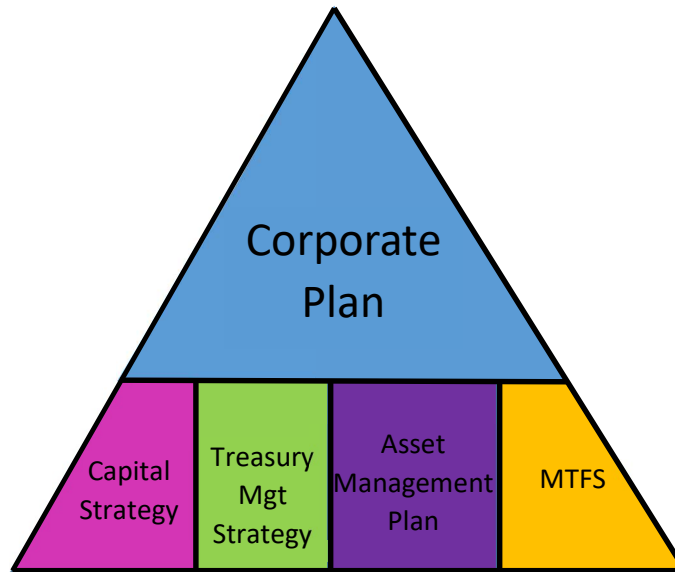 Corporate
Plan
Capital
Strategy
Treasury
Mgt
Strategy
Asset
Management
Plan
MTFS